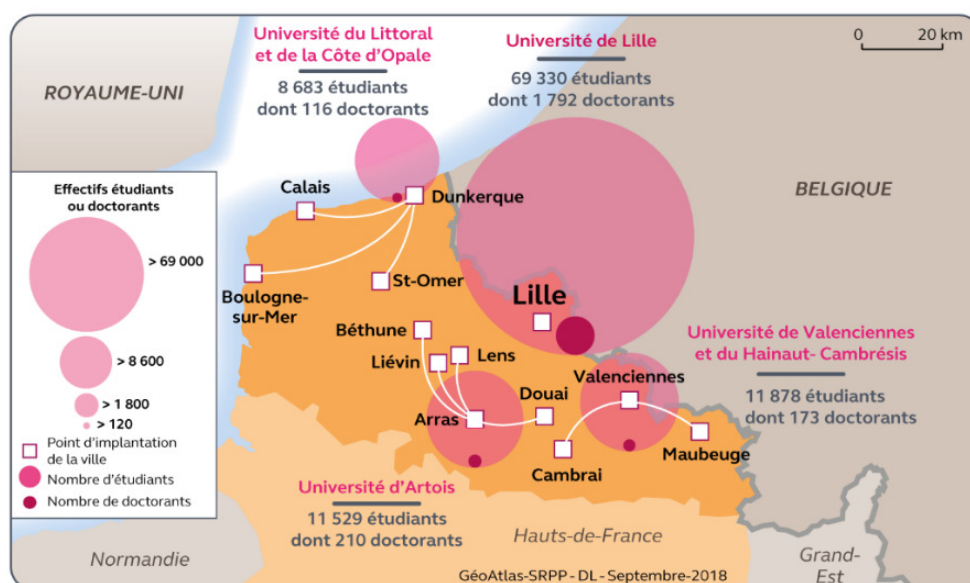 Université du Littoral
et de la Côte d'Opale
8 683 étudiants
dont 116 doctorants
Université de Lille
69 330 étudiants
dont 1 792 doctorants
0 20 km
ROYAUME-UNI
BELGIQUE
Effectifs étudiants
ou doctorants
> 69 000
> 8 600
> 1 800
> 120
Point d'implantation
de la ville
Nombre d'étudiants
Nombre de doctorants
Calais
Dunkerque
Boulogne-
sur-Mer
St-Omer
Lille
Béthune
Liévin
Lens
Arras
Douai
Valenciennes
Cambrai
Maubeuge
Université de Valenciennes
et du Hainaut- Cambrésis
11 878 étudiants
dont 173 doctorants
Université d'Artois
11 529 étudiants
dont 210 doctorants
Normandie
Hauts-de-France
Grand-
Est
GéoAtlas-SRPP - DL - Septembre-2018